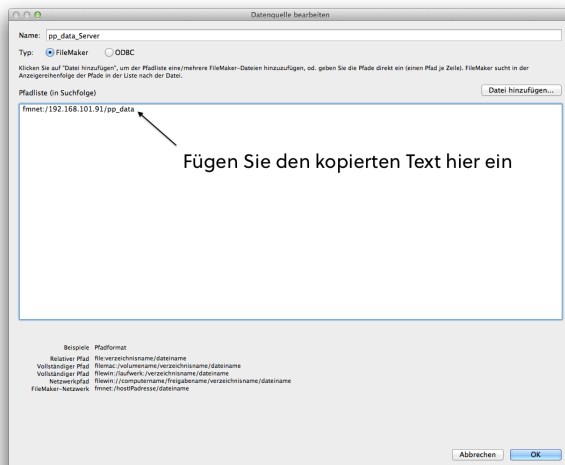 Datenquelle bearbeiten
Name: pp_data_Server
Typ: FileMaker ODBC
Klicken Sie auf "Datei hinzufügen", um der Pfadliste eine/mehrere FileMaker-Dateien hinzuzufügen, od. geben Sie die Pfade direkt ein (einen Pfad je Zeile). FileMaker sucht in der
Anzeigereihenfolge der Pfade in der Liste nach der Datei.
Pfadliste (in Suchfolge)
Datei hinzufügen...
fmnet:/192.168.101.91/pp_data
Fügen Sie den kopierten Text hier ein
Beispiele Pfadformat
Relativer Pfad file:verzeichnisname/dateiname
Vollständiger Pfad filemac:/volumename/verzeichnisname/dateiname
Vollständiger Pfad filewin:/laufwerk:/verzeichnisname/dateiname
Netzwerkpfad filewin://computername/freigabename/verzeichnisname/dateiname
FileMaker-Netzwerk fmnet:/hostIPadresse/dateiname
Abbrechen OK